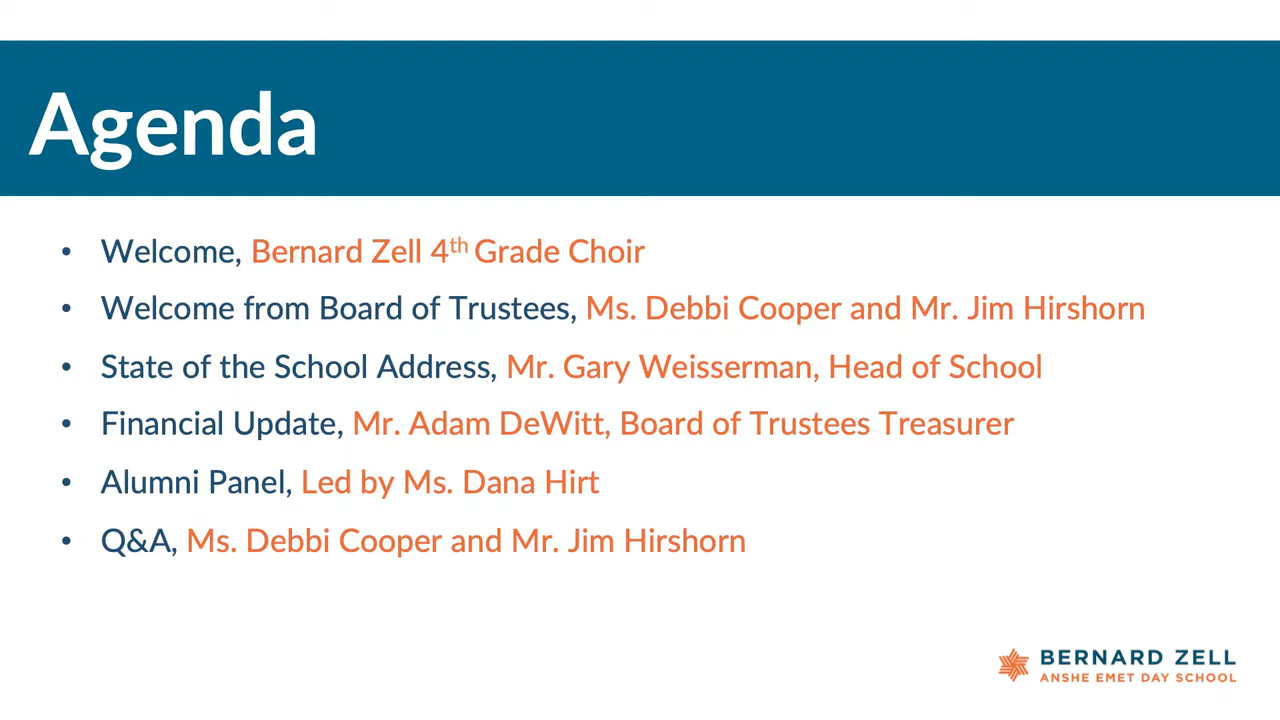 Agenda
• Welcome, Bernard Zell 4th Grade Choir
• Welcome from Board of Trustees, Ms. Debbi Cooper and Mr. Jim Hirshorn
• State of the School Address, Mr. Gary Weisserman, Head of School
• Financial Update, Mr. Adam DeWitt, Board of Trustees Treasurer
• Alumni Panel, Led by Ms. Dana Hirt
• Q&A, Ms. Debbi Cooper and Mr. Jim Hirshorn
BERNARD ZELL
ANSHE EMET DAY SCHOOL